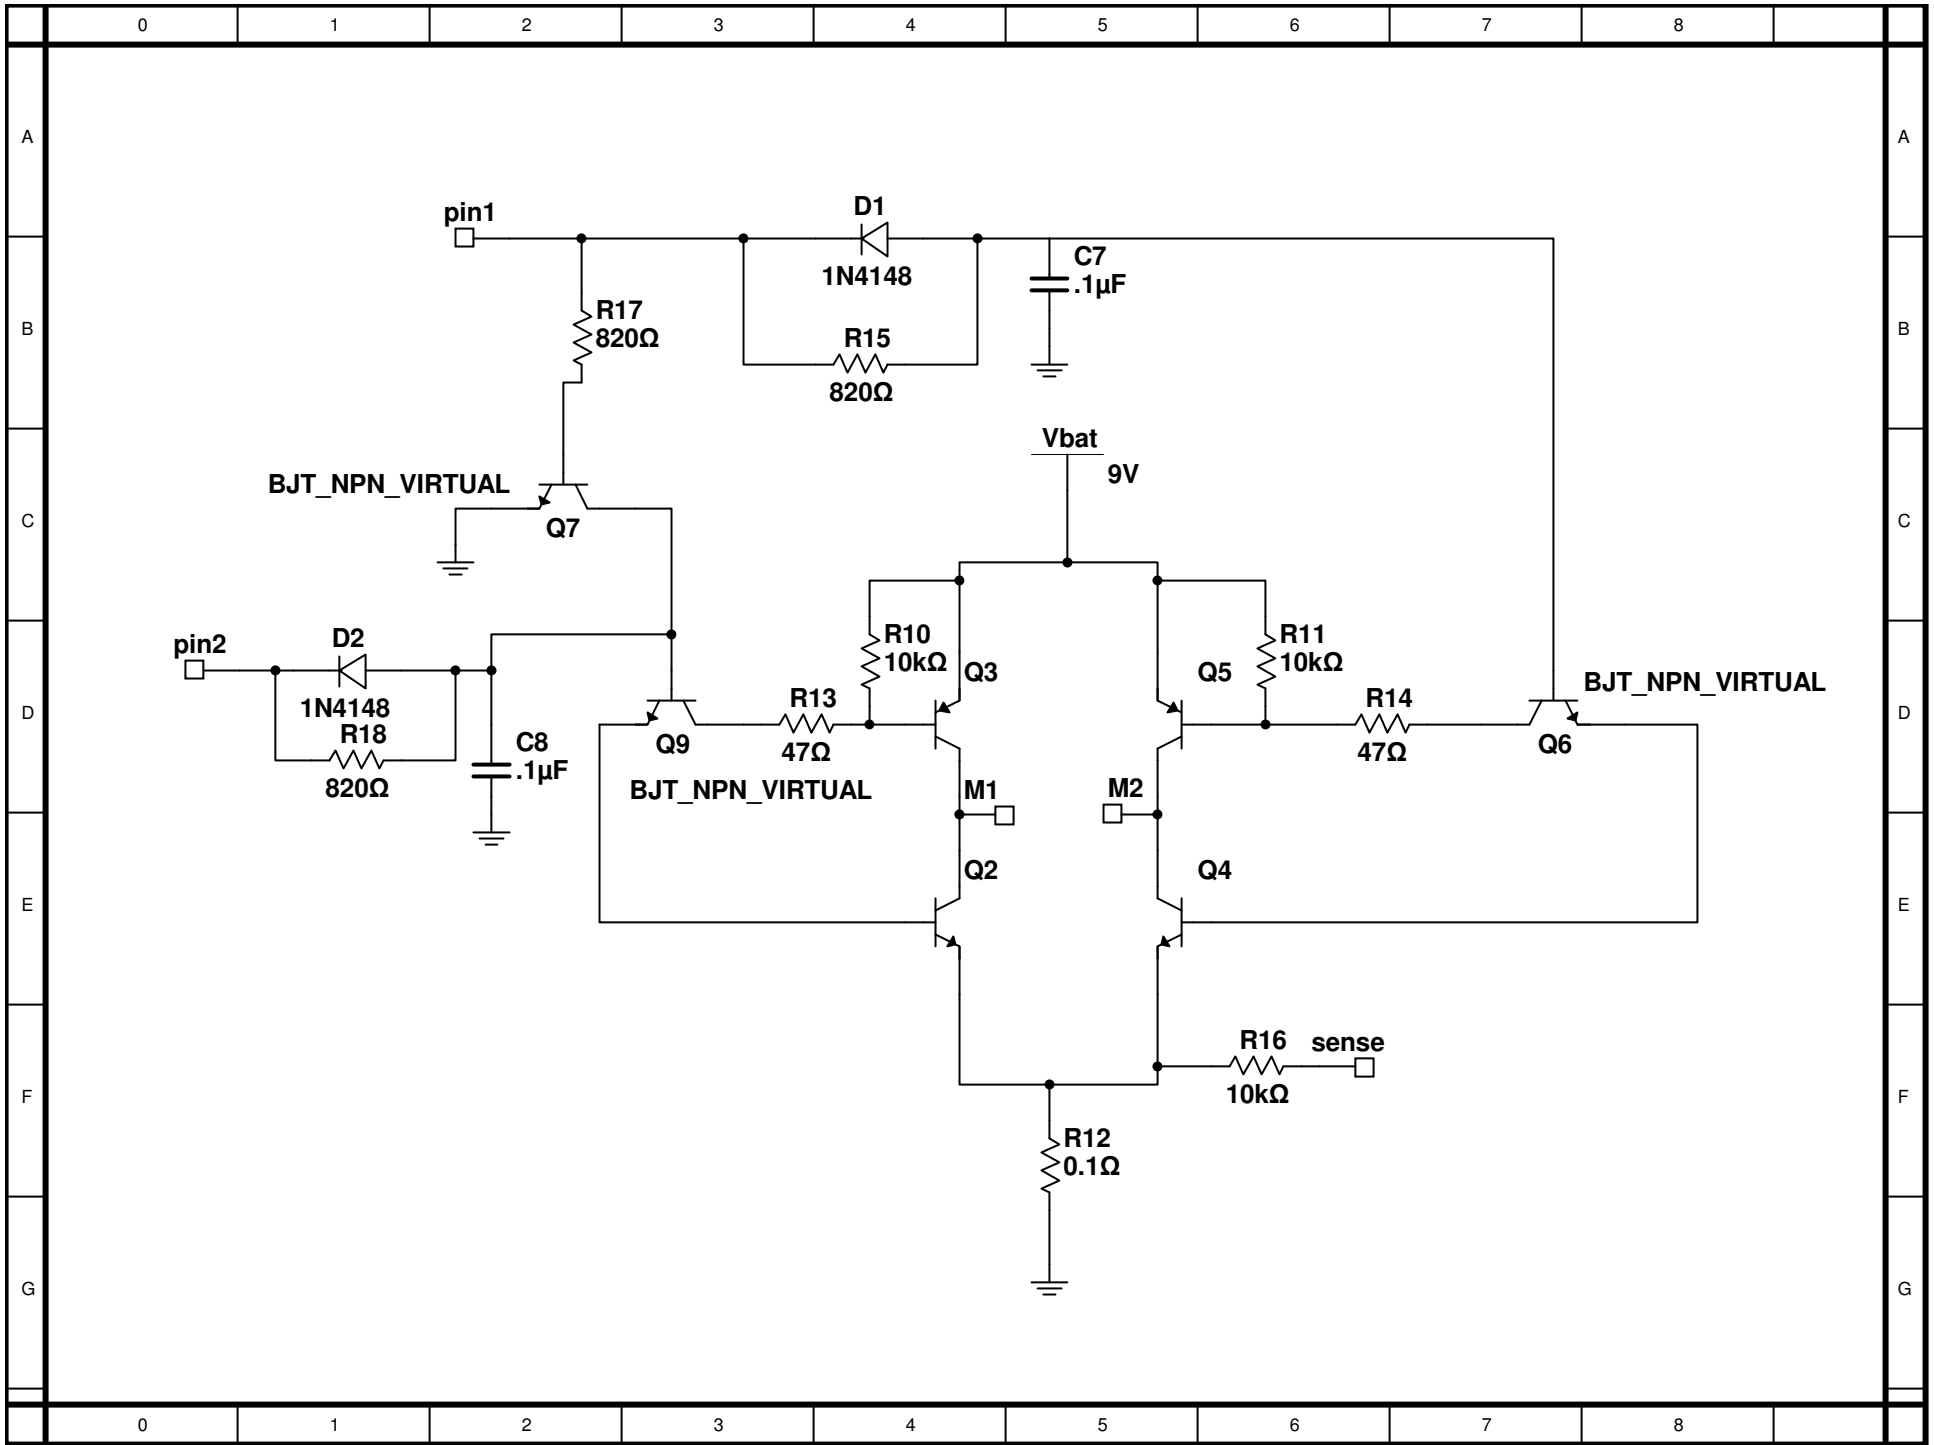 0 1 2 3 4 5 6 7 8
A A
pin1
D1
1N4148
C7
.1µF
R17
820Ω
B B
R15
820Ω
Vbat
9V
BJT_NPN_VIRTUAL
Q7
C C
pin2
D2
1N4148
R18
820Ω
C8
.1µF
R10
10kΩ
Q3
Q5
R11
10kΩ
BJT_NPN_VIRTUAL
D D
Q9
R13
47Ω
R14
47Ω
Q6
BJT_NPN_VIRTUAL
M1
M2
Q2
Q4
E E
R16
10kΩ
sense
F F
R12
0.1Ω
G G
0 1 2 3 4 5 6 7 8